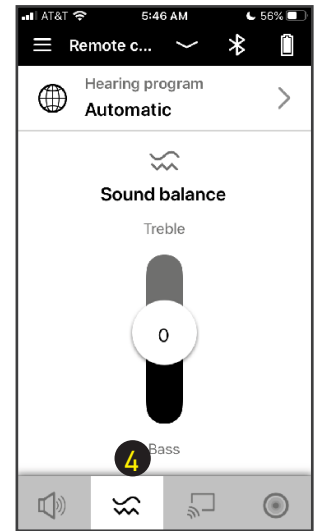 AT&T 5:46 AM 56%
Remote c...
Hearing program
Automatic
Sound balance
Treble
0
4
Bass